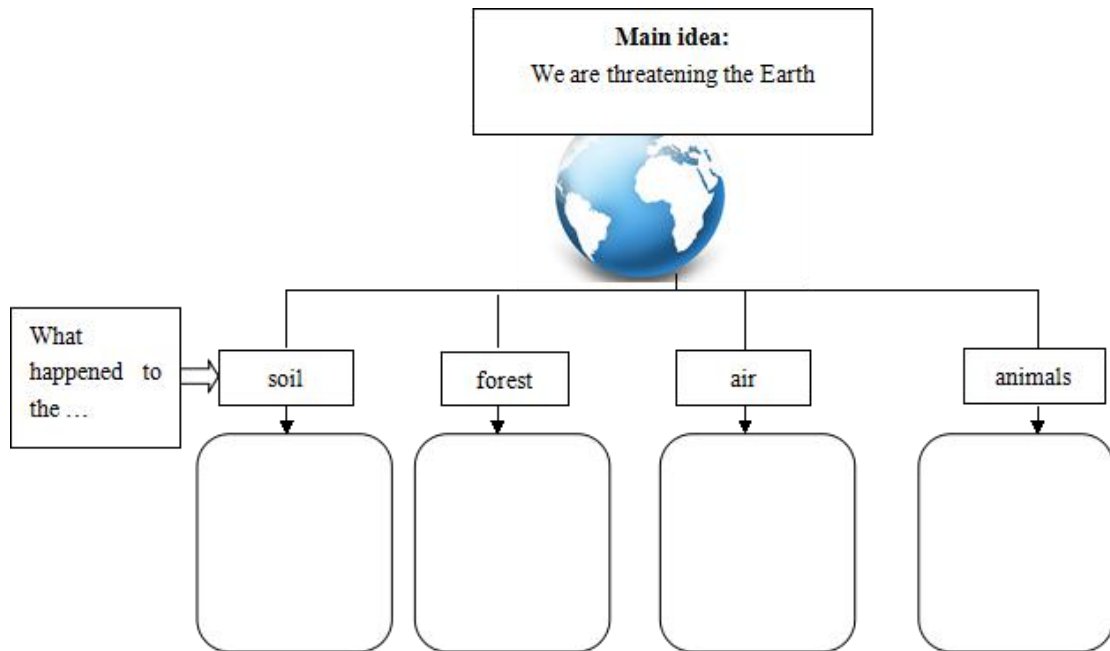 Main idea:
We are threatening the Earth
What
happened to
the …
soil
forest
air
animals